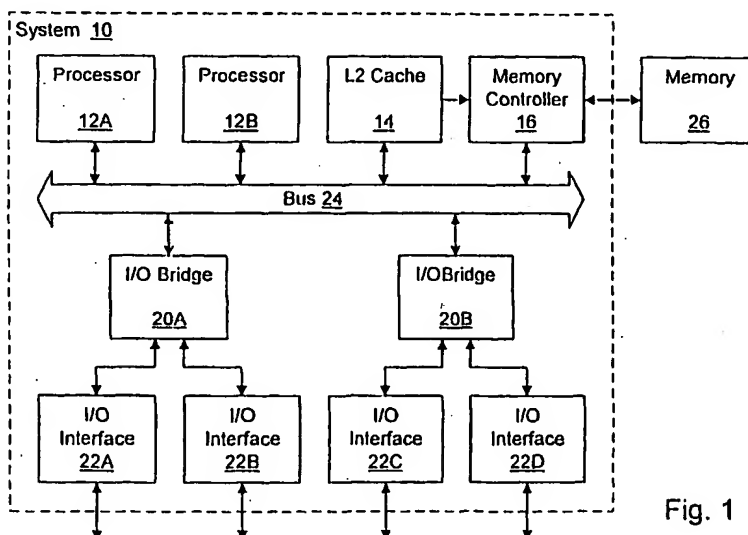 System 10
Processor
12A
Processor
12B
L2 Cache
14
Memory
Controller
16
Memory
26
Bus 24
I/O Bridge
20A
I/OBridge
20B
I/O
Interface
22A
I/O
Interface
22B
I/O
Interface
22C
I/O
Interface
22D
Fig. 1